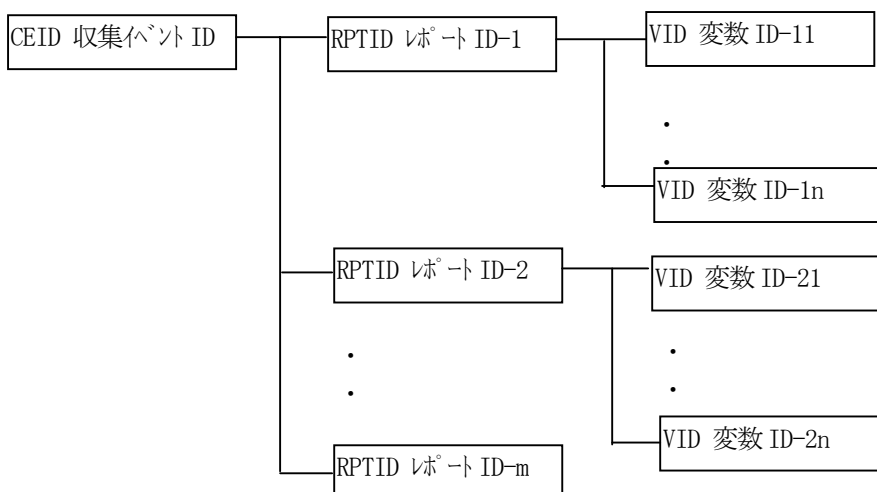 CEID 収集ｲﾍﾞﾝﾄ ID
RPTID ﾚﾎﾟｰﾄ ID-1
VID 変数 ID-11
VID 変数 ID-1n
RPTID ﾚﾎﾟｰﾄ ID-2
VID 変数 ID-21
VID 変数 ID-2n
RPTID ﾚﾎﾟｰﾄ ID-m